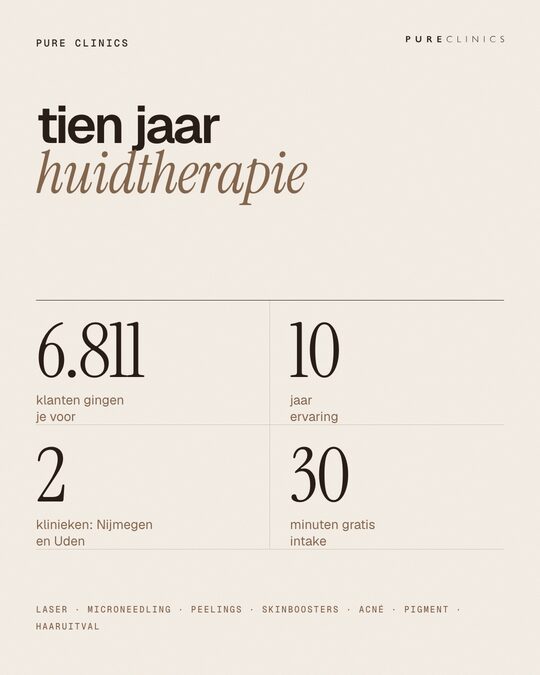 PURE CLINICS
PURECLINICS
tien jaar
huidtherapie
6.811
klanten gingen
je voor
10
jaar
ervaring
2
klinieken: Nijmegen
en Uden
30
minuten gratis
intake
LASER · MICRONEEDLING · PEELINGS · SKINBOOSTERS · ACNÉ · PIGMENT ·
HAARUITVAL